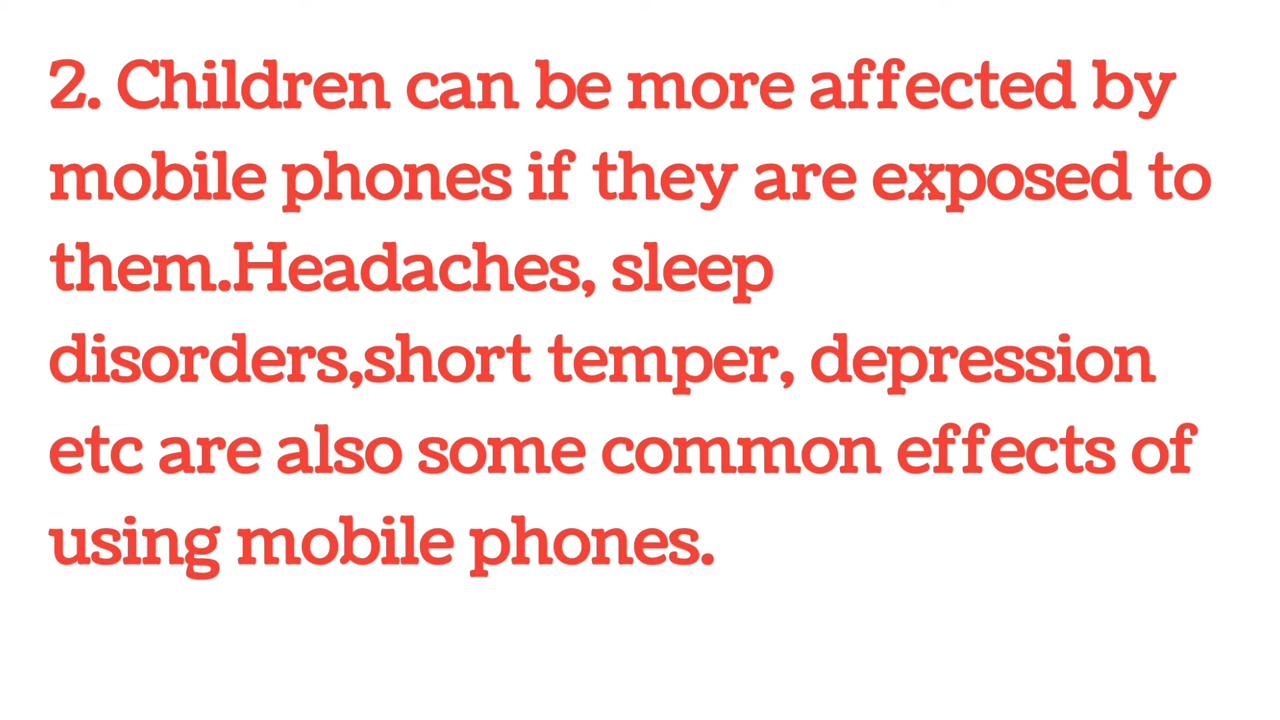 2. Children can be more affected by
mobile phones if they are exposed to
them.Headaches, sleep
disorders,short temper, depression
etc are also some common effects of
using mobile phones.